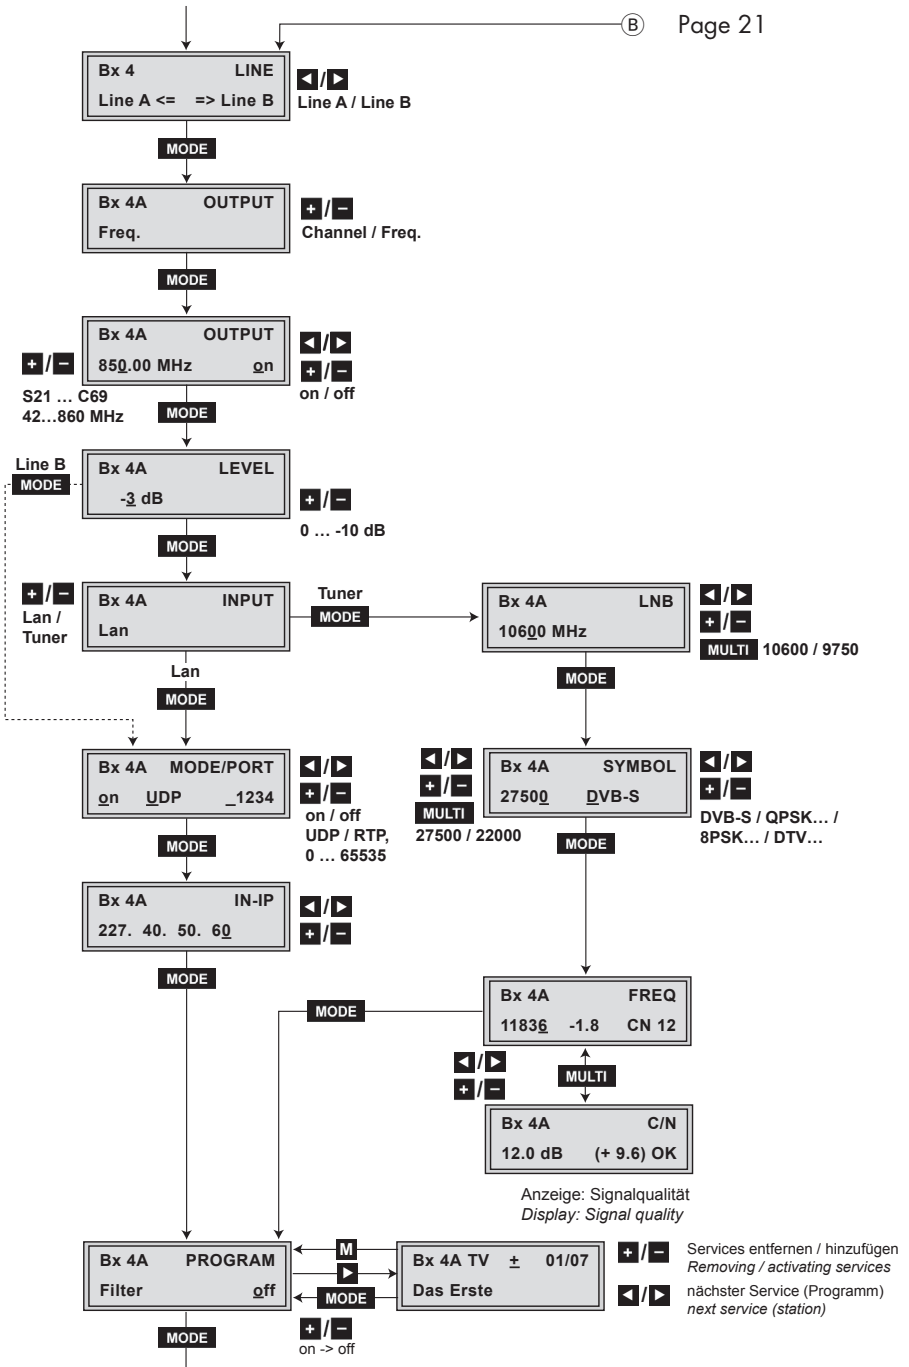 B Page 21
Bx 4 LINE
Line A <= => Line B
Line A / Line B
MODE
Bx 4A OUTPUT
Freq.
+ / −
Channel / Freq.
MODE
Bx 4A OUTPUT
850.00 MHz on
+ / −
S21 … C69
42…860 MHz
+ / −
on / off
MODE
Line B
MODE
Bx 4A LEVEL
-3 dB
+ / −
0 … -10 dB
MODE
+ / −
Lan /
Tuner
Bx 4A INPUT
Lan
Tuner
MODE
Bx 4A LNB
10600 MHz
+ / −
MULTI 10600 / 9750
Lan
MODE
MODE
Bx 4A MODE/PORT
on UDP _1234
+ / −
on / off
UDP / RTP,
0 … 65535
+ / −
MULTI
27500 / 22000
Bx 4A SYMBOL
27500 DVB-S
+ / −
DVB-S / QPSK… /
8PSK… / DTV…
MODE
MODE
Bx 4A IN-IP
227. 40. 50. 60
+ / −
MODE
MODE
Bx 4A FREQ
11836 -1.8 CN 12
+ / −
MULTI
Bx 4A C/N
12.0 dB (+ 9.6) OK
Anzeige: Signalqualität
Display: Signal quality
Bx 4A PROGRAM
Filter off
M
MODE
+ / −
on -> off
Bx 4A TV ± 01/07
Das Erste
+ / − Services entfernen / hinzufügen
Removing / activating services
nächster Service (Programm)
next service (station)
MODE